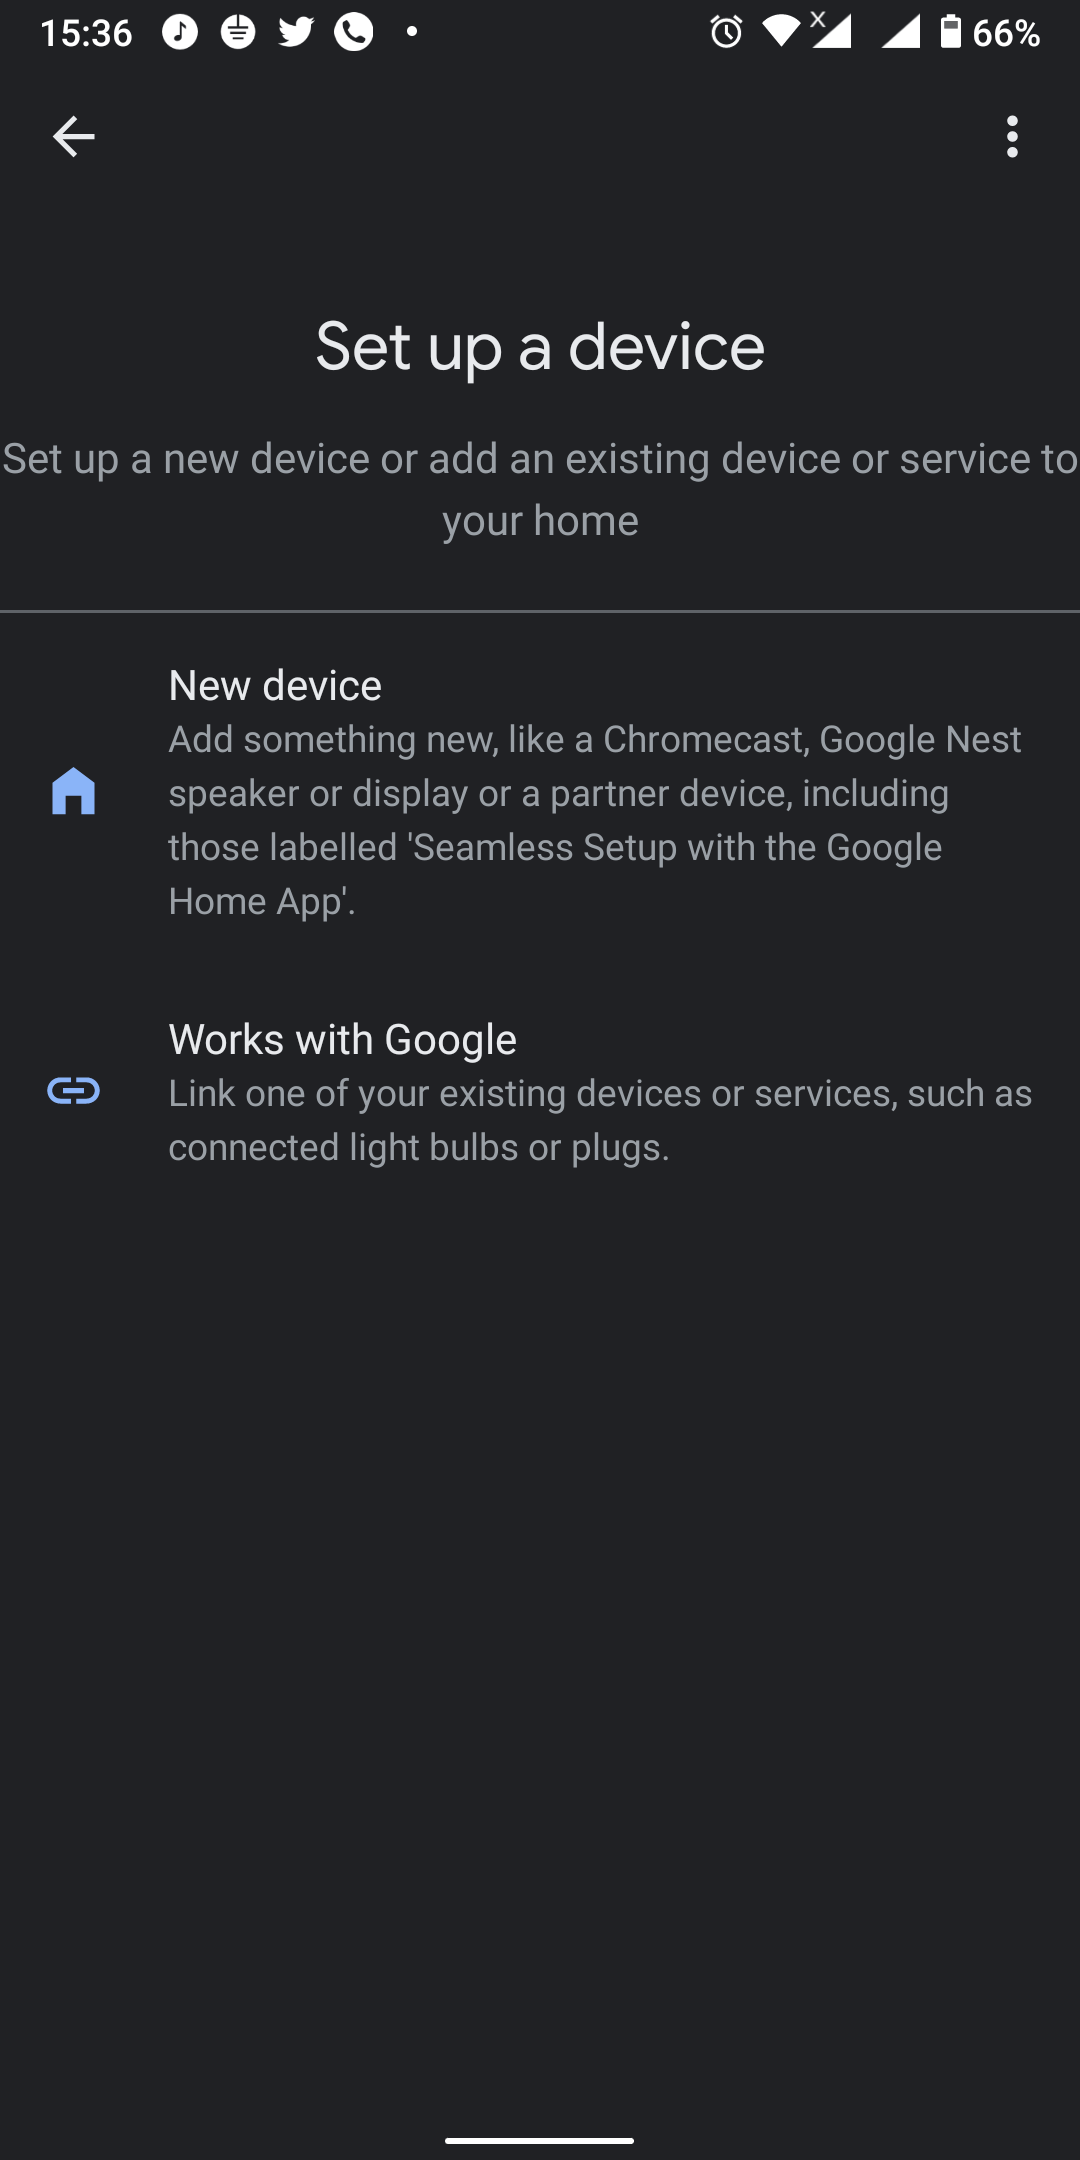 15:36
66%
Set up a device
Set up a new device or add an existing device or service to
your home
New device
Add something new, like a Chromecast, Google Nest
speaker or display or a partner device, including
those labelled 'Seamless Setup with the Google
Home App'.
Works with Google
Link one of your existing devices or services, such as
connected light bulbs or plugs.